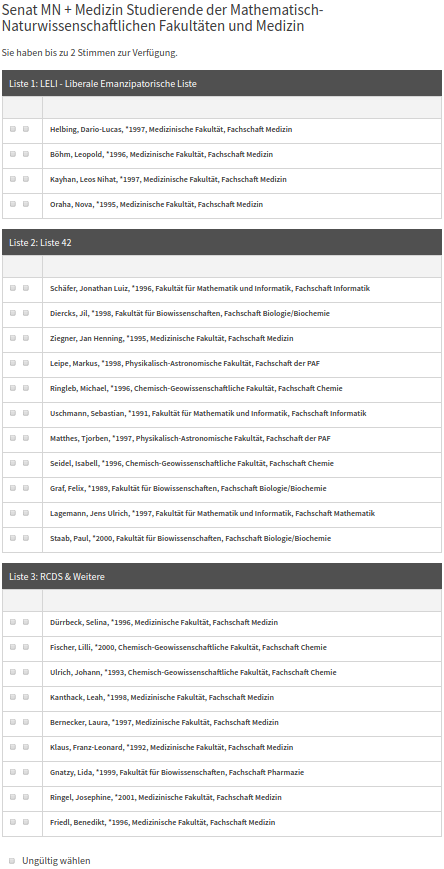 Senat MN + Medizin Studierende der Mathematisch-
Naturwissenschaftlichen Fakultäten und Medizin
Sie haben bis zu 2 Stimmen zur Verfügung.
Liste 1: LELI - Liberale Emanzipatorische Liste
Helbing, Dario-Lucas, *1997, Medizinische Fakultät, Fachschaft Medizin
Böhm, Leopold, *1996, Medizinische Fakultät, Fachschaft Medizin
Kayhan, Leos Nihat, *1997, Medizinische Fakultät, Fachschaft Medizin
Oraha, Nova, *1995, Medizinische Fakultät, Fachschaft Medizin
Liste 2: Liste 42
Schäfer, Jonathan Luiz, *1996, Fakultät für Mathematik und Informatik, Fachschaft Informatik
Diercks, Jil, *1998, Fakultät für Biowissenschaften, Fachschaft Biologie/Biochemie
Ziegner, Jan Henning, *1995, Medizinische Fakultät, Fachschaft Medizin
Leipe, Markus, *1998, Physikalisch-Astronomische Fakultät, Fachschaft der PAF
Ringleb, Michael, *1996, Chemisch-Geowissenschaftliche Fakultät, Fachschaft Chemie
Uschmann, Sebastian, *1991, Fakultät für Mathematik und Informatik, Fachschaft Informatik
Matthes, Tjorben, *1997, Physikalisch-Astronomische Fakultät, Fachschaft der PAF
Seidel, Isabell, *1996, Chemisch-Geowissenschaftliche Fakultät, Fachschaft Chemie
Graf, Felix, *1989, Fakultät für Biowissenschaften, Fachschaft Biologie/Biochemie
Lagemann, Jens Ulrich, *1997, Fakultät für Mathematik und Informatik, Fachschaft Mathematik
Staab, Paul, *2000, Fakultät für Biowissenschaften, Fachschaft Biologie/Biochemie
Liste 3: RCDS & Weitere
Dürrbeck, Selina, *1996, Medizinische Fakultät, Fachschaft Medizin
Fischer, Lilli, *2000, Chemisch-Geowissenschaftliche Fakultät, Fachschaft Chemie
Ulrich, Johann, *1993, Chemisch-Geowissenschaftliche Fakultät, Fachschaft Chemie
Kanthack, Leah, *1998, Medizinische Fakultät, Fachschaft Medizin
Bernecker, Laura, *1997, Medizinische Fakultät, Fachschaft Medizin
Klaus, Franz-Leonard, *1992, Medizinische Fakultät, Fachschaft Medizin
Gnatzy, Lida, *1999, Fakultät für Biowissenschaften, Fachschaft Pharmazie
Ringel, Josephine, *2001, Medizinische Fakultät, Fachschaft Medizin
Friedl, Benedikt, *1996, Medizinische Fakultät, Fachschaft Medizin
Ungültig wählen